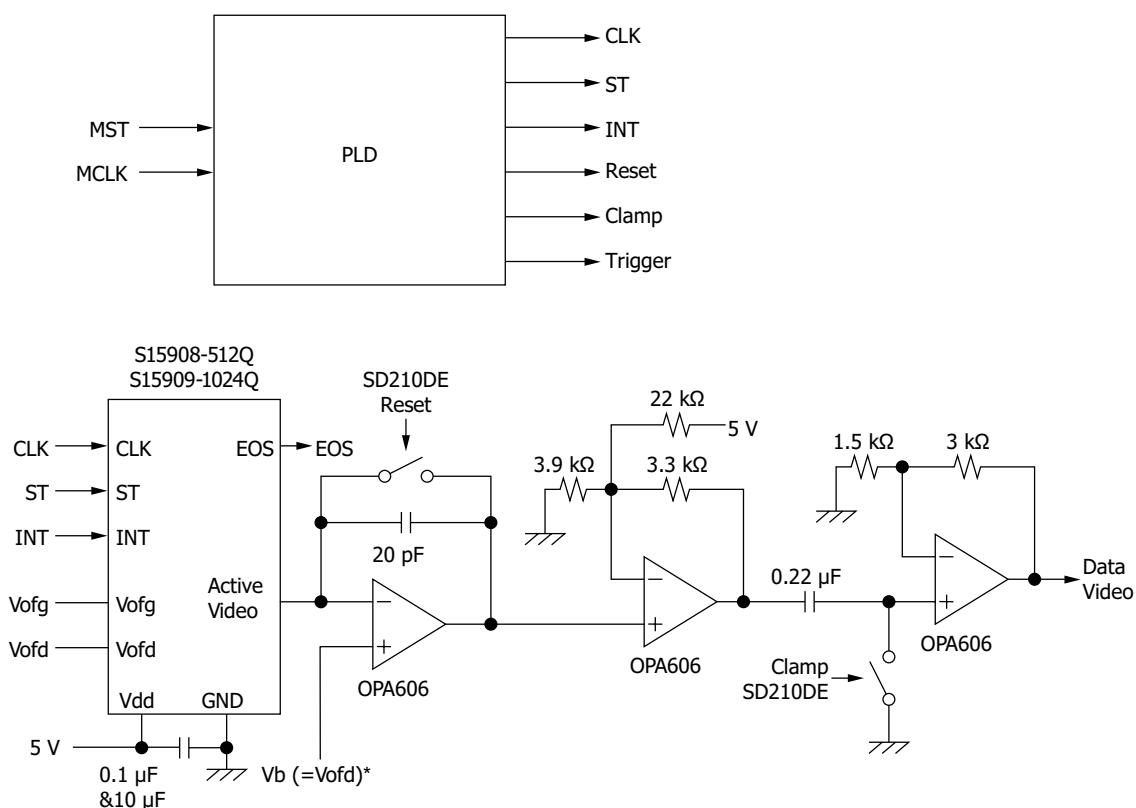 CLK
ST
MST
INT
PLD
MCLK
Reset
Clamp
Trigger
S15908-512Q
S15909-1024Q
SD210DE
Reset
22 kΩ
5 V
1.5 kΩ
3 kΩ
CLK
CLK
EOS
EOS
3.9 kΩ
3.3 kΩ
ST
ST
INT
INT
20 pF
Active
Video
−
−
0.22 µF
−
Data
Video
Vofg
Vofg
+
+
+
Vofd
Vofd
OPA606
OPA606
OPA606
Clamp
SD210DE
Vdd
GND
5 V
0.1 µF
&10 µF
Vb (=Vofd)*